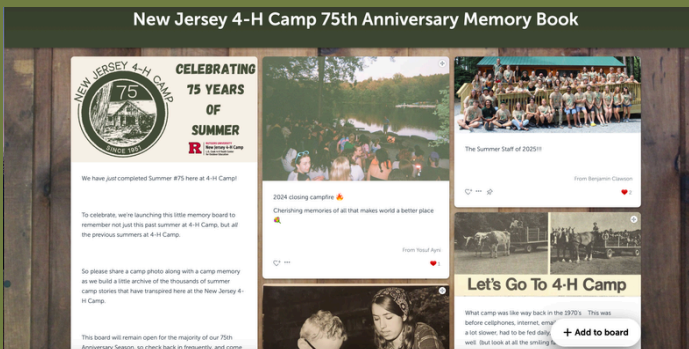 New Jersey 4-H Camp 75th Anniversary Memory Book
NEW JERSEY 4-H CAMP
75
SINCE 1951
CELEBRATING
75 YEARS
OF
SUMMER
R
New Jersey 4-H Camp
We have just completed Summer #75 here at 4-H Camp!
To celebrate, we're launching this little memory board to
remember not just this past summer at 4-H Camp, but all
the previous summers at 4-H Camp.
So please share a camp photo along with a camp memory
as we build a little archive of the thousands of summer
camp stories that have transpired here at the New Jersey 4-
H Camp.
This board will remain open for the majority of our 75th
Anniversary Season, so check back in frequently, and come
2024 closing campfire 🔥
Cherishing memories of all that makes world a better place
From Yosuf Ayni
The Summer Staff of 2025!!!
From Benjamin Clawson
2
Let's Go To 4-H Camp
What camp was like way back in the 1970's This was
before cellphones, internet, email
a lot slower, had to be fed daily
well (But look at all the smiling
+ Add to board